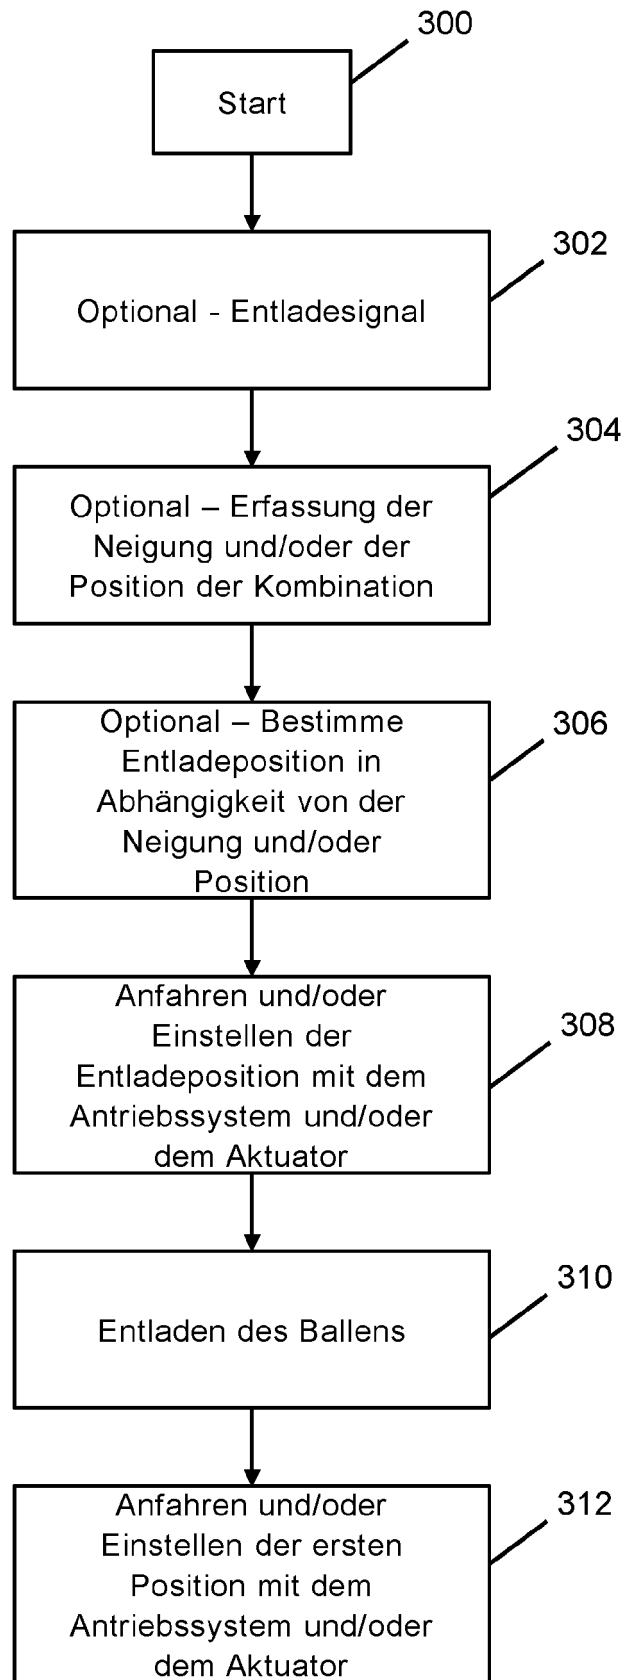 300
Start
302
Optional - Entladesignal
304
Optional – Erfassung der
Neigung und/oder der
Position der Kombination
306
Optional – Bestimme
Entladeposition in
Abhängigkeit von der
Neigung und/oder
Position
308
Anfahren und/oder
Einstellen der
Entladeposition mit dem
Antriebssystem und/oder
dem Aktuator
310
Entladen des Ballens
312
Anfahren und/oder
Einstellen der ersten
Position mit dem
Antriebssystem und/oder
dem Aktuator